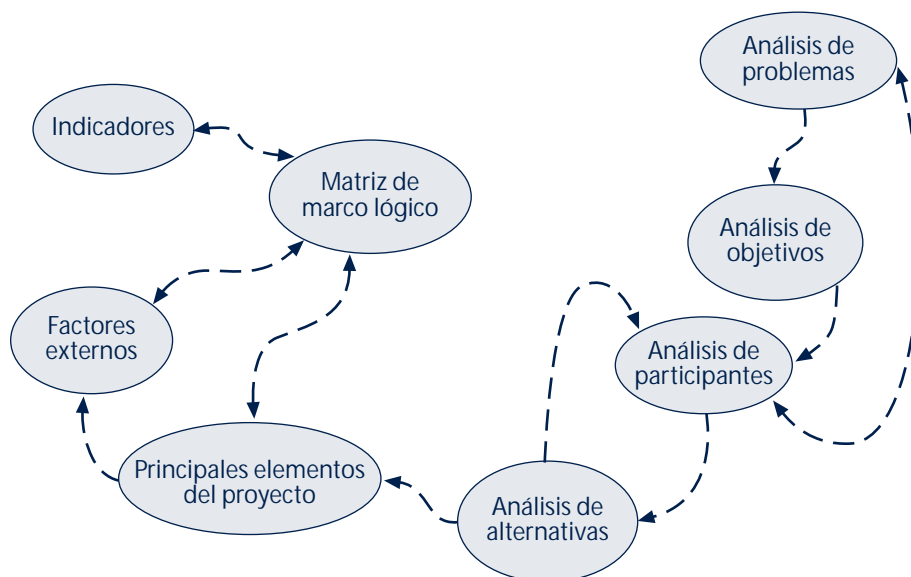 Análisis de
problemas
Indicadores
Matriz de
marco lógico
Análisis de
objetivos
Factores
externos
Análisis de
participantes
Principales elementos
del proyecto
Análisis de
alternativas